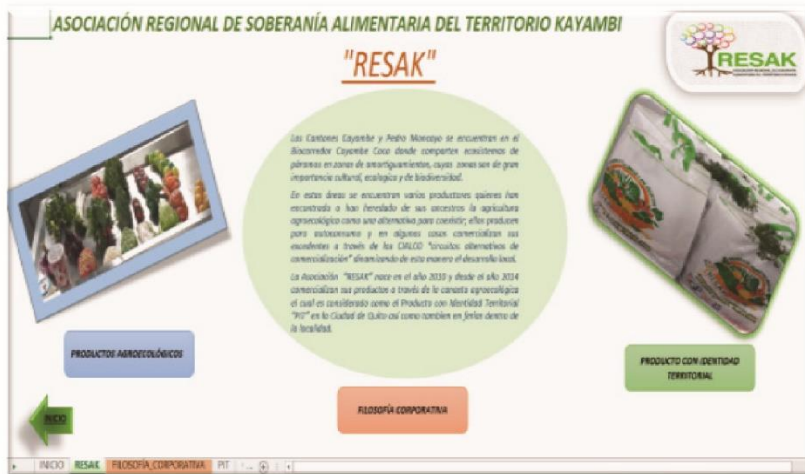 ASOCIACIÓN REGIONAL DE SOBERANÍA ALIMENTARIA DEL TERRITORIO KAYAMBI
"RESAK"
RESAK
Los Cantones Cayambe y Pedro Moncayo se encuentran en el
Biocorredor Cayambe Coca donde comparten ecosistemas de
páramos en zonas de amortiguamientos, cuyas zonas son de gran
importancia cultural, ecologica y de biodiversidad.
En estas áreas se encuentran varios productores quienes han
encontrado o han heredado de sus ancestros la agricultura
agroecológica como una alternativa para coexistir; ellos producen
para autoconsumo y en algunos casos comercializan sus
excedentes a través de los CIALCO "circuitos alternativos de
comercialización" dinamizando de esta manera el desarrollo local.
La Asociación "RESAK" nace en el año 2010 y desde el año 2014
comercializan sus productos a través de la canasta agroecológica
el cual es considerado como el Producto con Identidad Territorial
"PIT" en la Ciudad de Quito así como tambien en ferias dentro de
la localidad.
PRODUCTOS AGROECOLÓGICOS
PRODUCTO CON IDENTIDAD
TERRITORIAL
FILOSOFÍA CORPORATIVA
INICIO
INICIO RESAK FILOSOFÍA_CORPORATIVA PIT ...